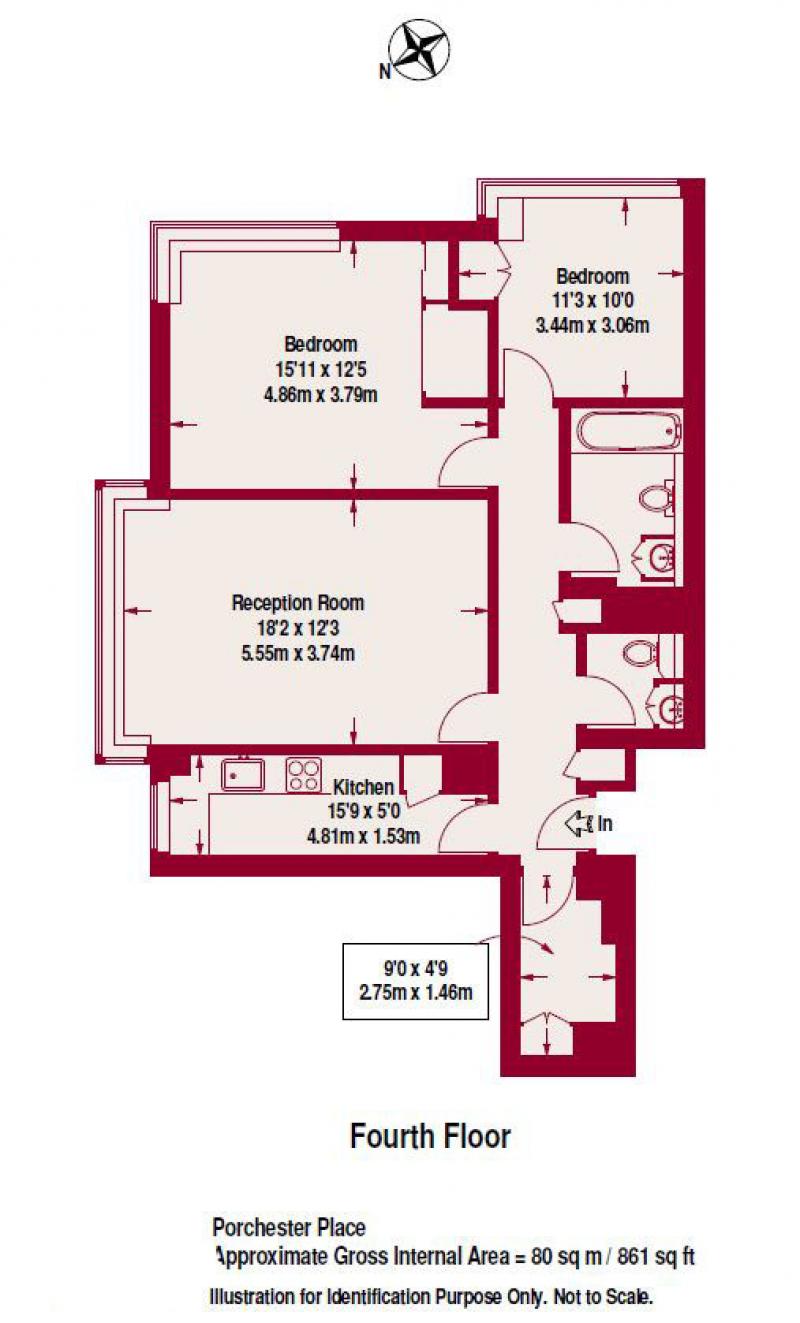 N
Bedroom
11'3 x 10'0
3.44m x 3.06m
Bedroom
15'11 x 12'5
4.86m x 3.79m
Reception Room
18'2 x 12'3
5.55m x 3.74m
Kitchen
15'9 x 5'0
4.81m x 1.53m
In
9'0 x 4'9
2.75m x 1.46m
Fourth Floor
Porchester Place
Approximate Gross Internal Area = 80 sq m / 861 sq ft
Illustration for Identification Purpose Only. Not to Scale.